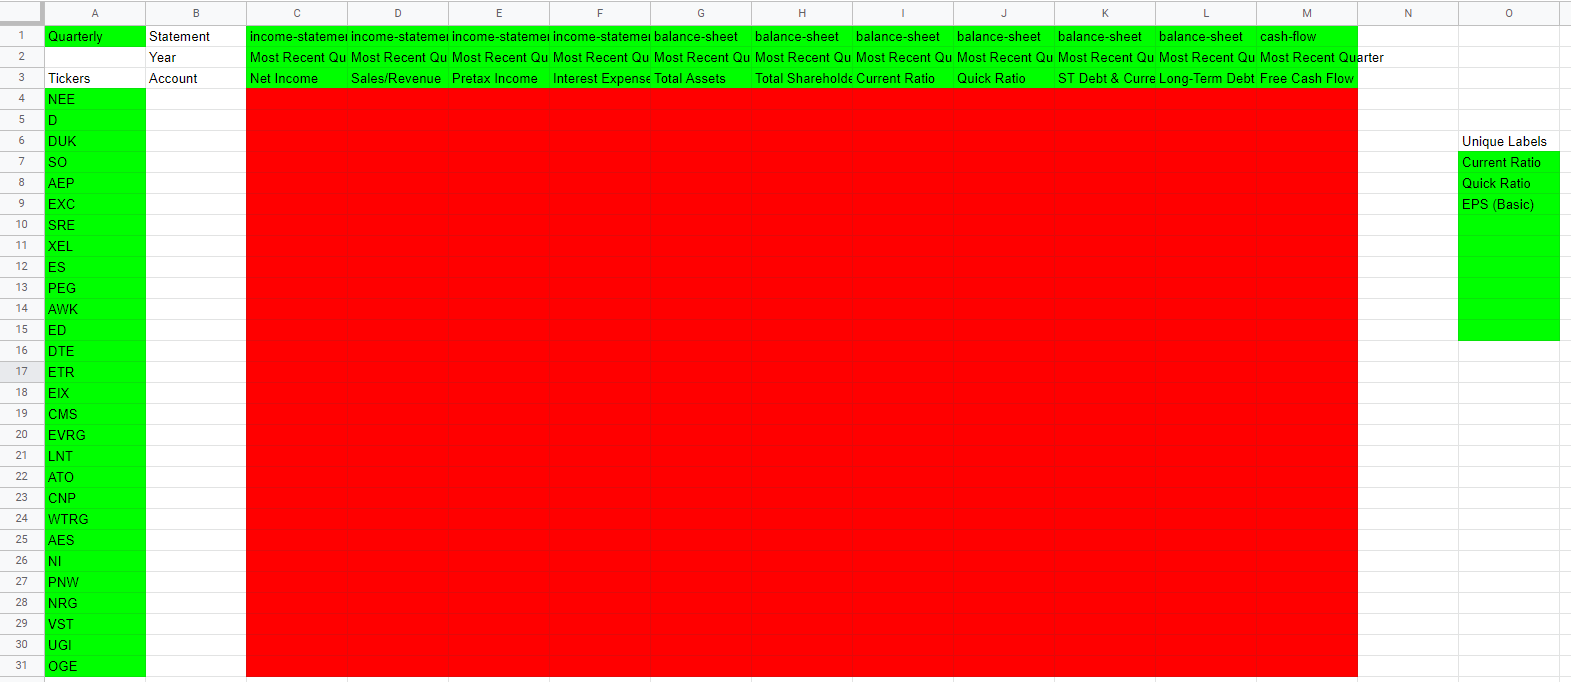 A B C D E F G H I J K L M N O
1 Quarterly Statement income-statemen income-statemen income-statemen income-statemen balance-sheet balance-sheet balance-sheet balance-sheet balance-sheet balance-sheet cash-flow
2 Year Most Recent Qu Most Recent Qu Most Recent Qu Most Recent Qu Most Recent Qu Most Recent Qu Most Recent Qu Most Recent Qu Most Recent Qu Most Recent Qu Most Recent Quarter
3 Tickers Account Net Income Sales/Revenue Pretax Income Interest Expense Total Assets Total Shareholde Current Ratio Quick Ratio ST Debt & Curre Long-Term Debt Free Cash Flow
4 NEE
5 D
6 DUK Unique Labels
7 SO Current Ratio
8 AEP Quick Ratio
9 EXC EPS (Basic)
10 SRE
11 XEL
12 ES
13 PEG
14 AWK
15 ED
16 DTE
17 ETR
18 EIX
19 CMS
20 EVRG
21 LNT
22 ATO
23 CNP
24 WTRG
25 AES
26 NI
27 PNW
28 NRG
29 VST
30 UGI
31 OGE